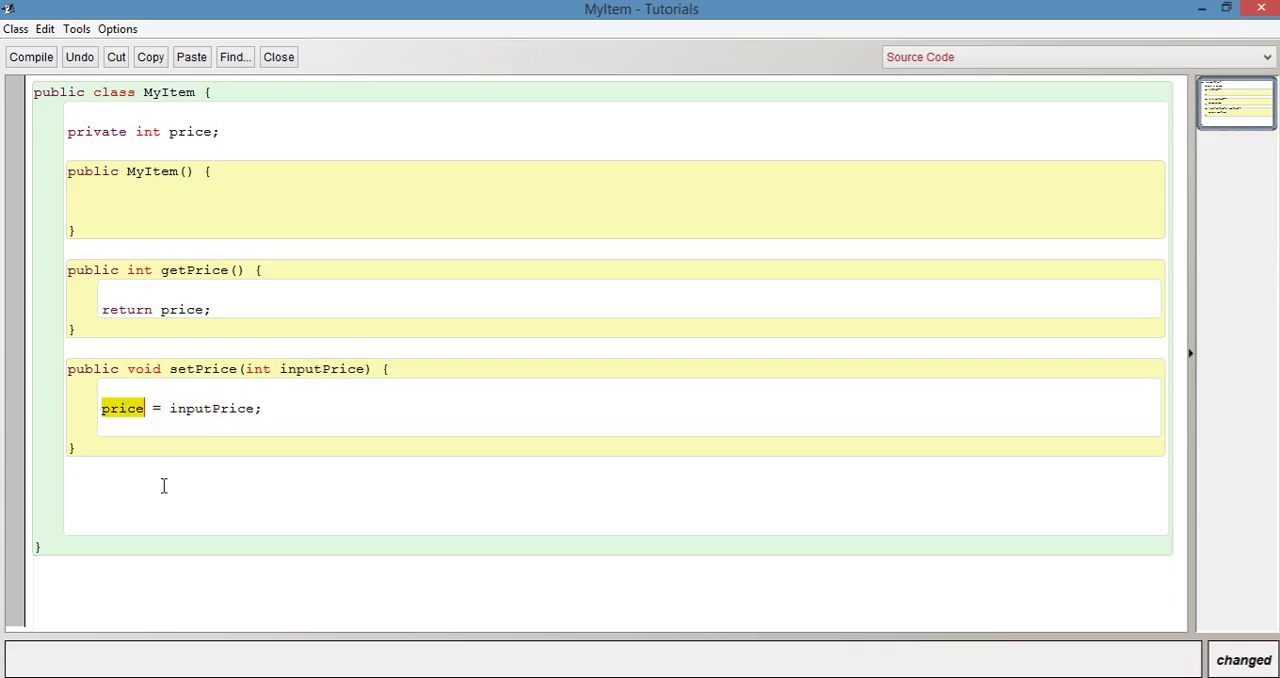 MyItem - Tutorials
Class Edit Tools Options
Compile Undo Cut Copy Paste Find... Close Source Code
public class MyItem {
private int price;
public MyItem() {
}
public int getPrice() {
return price;
}
public void setPrice(int inputPrice) {
price = inputPrice;
}
}
changed